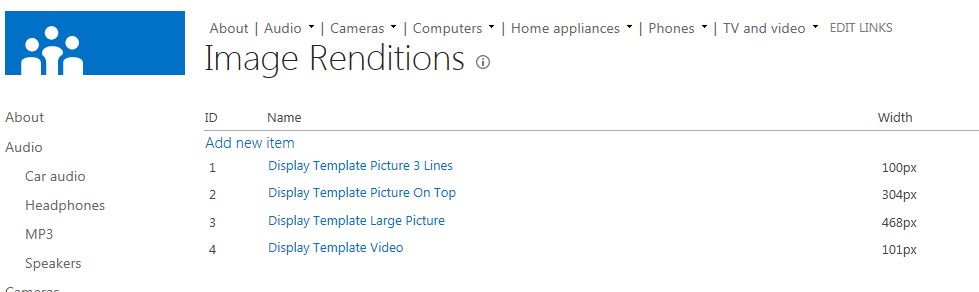 About | Audio | Cameras | Computers | Home appliances | Phones | TV and video EDIT LINKS
Image Renditions
About
Audio
Car audio
Headphones
MP3
Speakers
Cameras
ID Name Width
Add new item
1 Display Template Picture 3 Lines 100px
2 Display Template Picture On Top 304px
3 Display Template Large Picture 468px
4 Display Template Video 101px